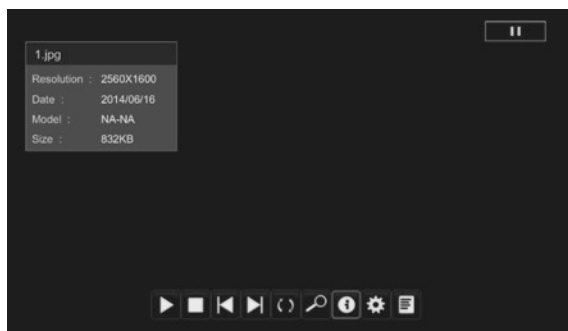 1.jpg
Resolution : 2560X1600
Date : 2014/06/16
Model : NA-NA
Size : 832KB